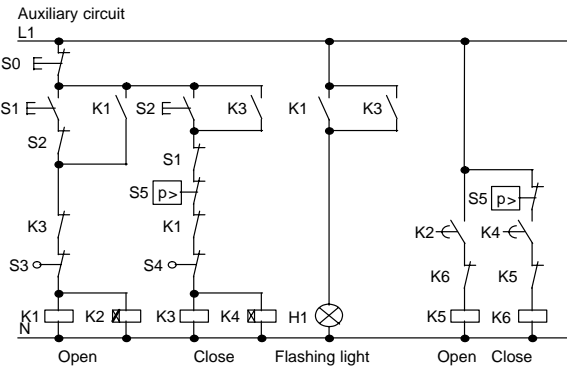 Auxiliary circuit
L1
S0
S1 K1 S2 K3 K1 K3
S2
S1
S5 p> S5 p>
K3 K1 K2 K4
S3 S4 K6 K5
K1 K2 K3 K4 H1 K5 K6
N
Open Close Flashing light Open Close